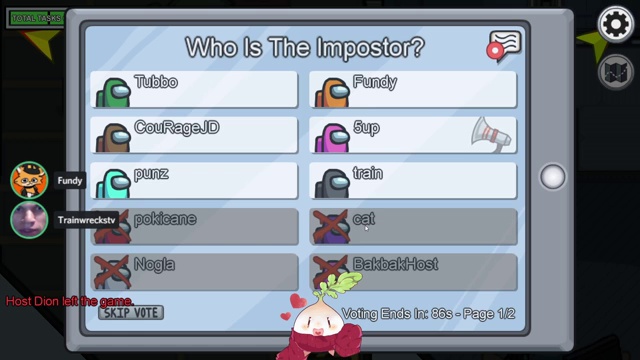 TOTAL TASKS
Who Is The Impostor?
Tubbo
Fundy
CouRageJD
5up
punz
train
Fundy
pokicane
cat
Trainwreckstv
Nogla
BakbakHost
Host Dion left the game.
SKIP VOTE
Voting Ends In: 86s - Page 1/2